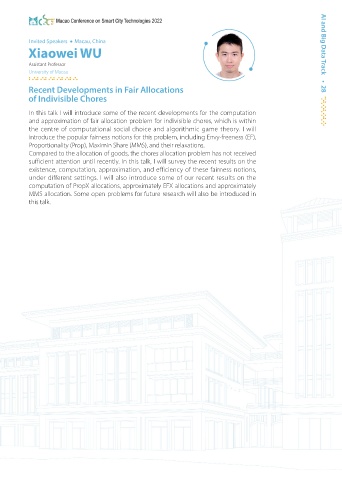 Macao Conference on Smart City Technologies 2022
AI and Big Data Track • 28
Invited Speakers • Macau, China
Xiaowei WU
Assistant Professor
University of Macao
Recent Developments in Fair Allocations
of Indivisible Chores
In this talk I will introduce some of the recent developments for the computation
and approximation of fair allocation problem for indivisible chores, which is within
the centre of computational social choice and algorithmic game theory. I will
introduce the popular fairness notions for this problem, including Envy-freeness (EF),
Proportionality (Prop), Maximin Share (MMS), and their relaxations.
Compared to the allocation of goods, the chores allocation problem has not received
sufficient attention until recently. In this talk, I will survey the recent results on the
existence, computation, approximation, and efficiency of these fairness notions,
under different settings. I will also introduce some of our recent results on the
computation of PropX allocations, approximately EFX allocations and approximately
MMS allocation. Some open problems for future research will also be introduced in
this talk.